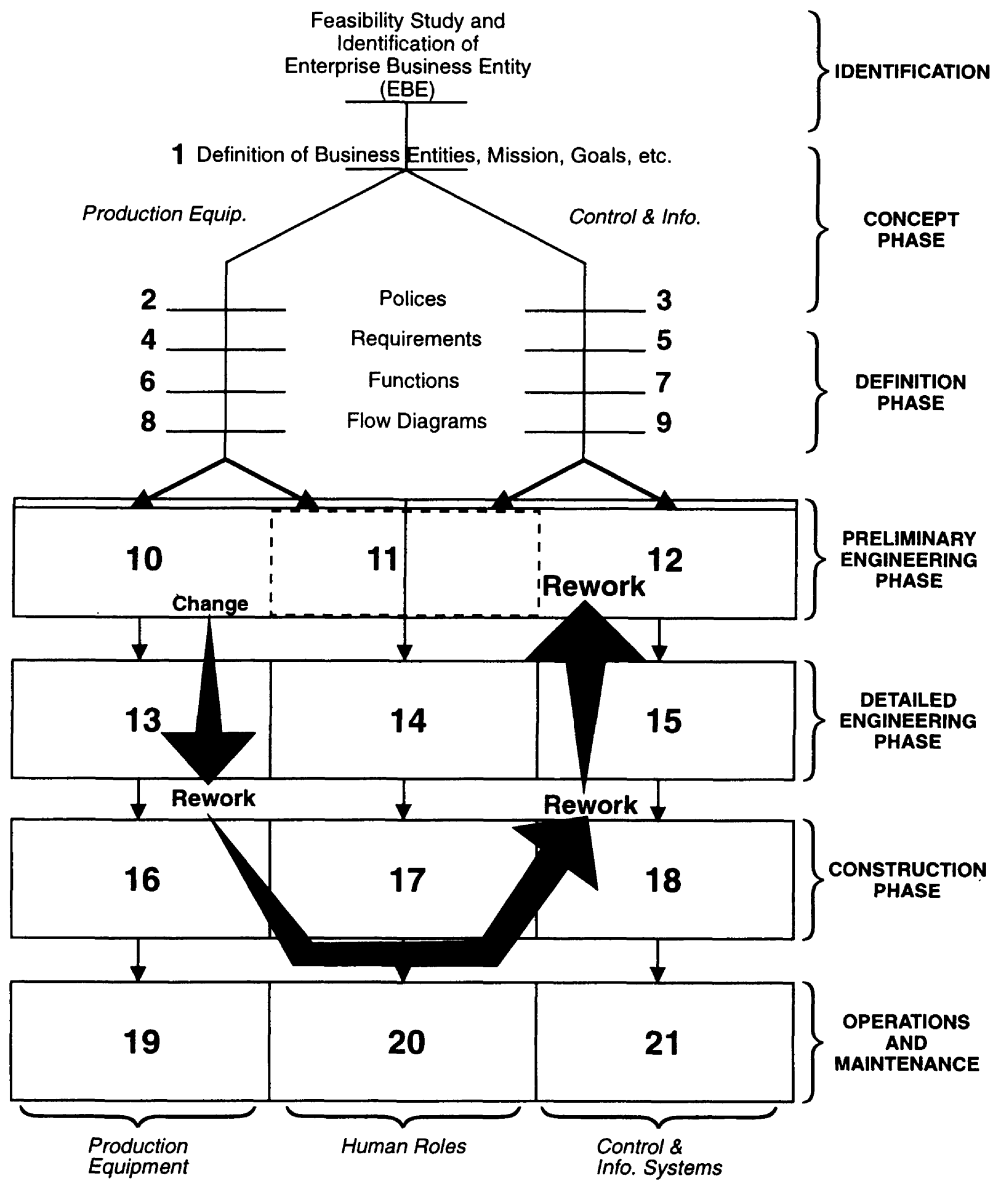 Feasibility Study and
Identification of
Enterprise Business Entity
(EBE)
IDENTIFICATION
1 Definition of Business Entities, Mission, Goals, etc.
Production Equip.
Control & Info.
CONCEPT
PHASE
2 Polices 3
4 Requirements 5
6 Functions 7
8 Flow Diagrams 9
DEFINITION
PHASE
10 11 12
Change
Rework
PRELIMINARY
ENGINEERING
PHASE
13 14 15
DETAILED
ENGINEERING
PHASE
Rework
Rework
16 17 18
CONSTRUCTION
PHASE
19 20 21
OPERATIONS
AND
MAINTENANCE
Production
Equipment
Human Roles
Control &
Info. Systems